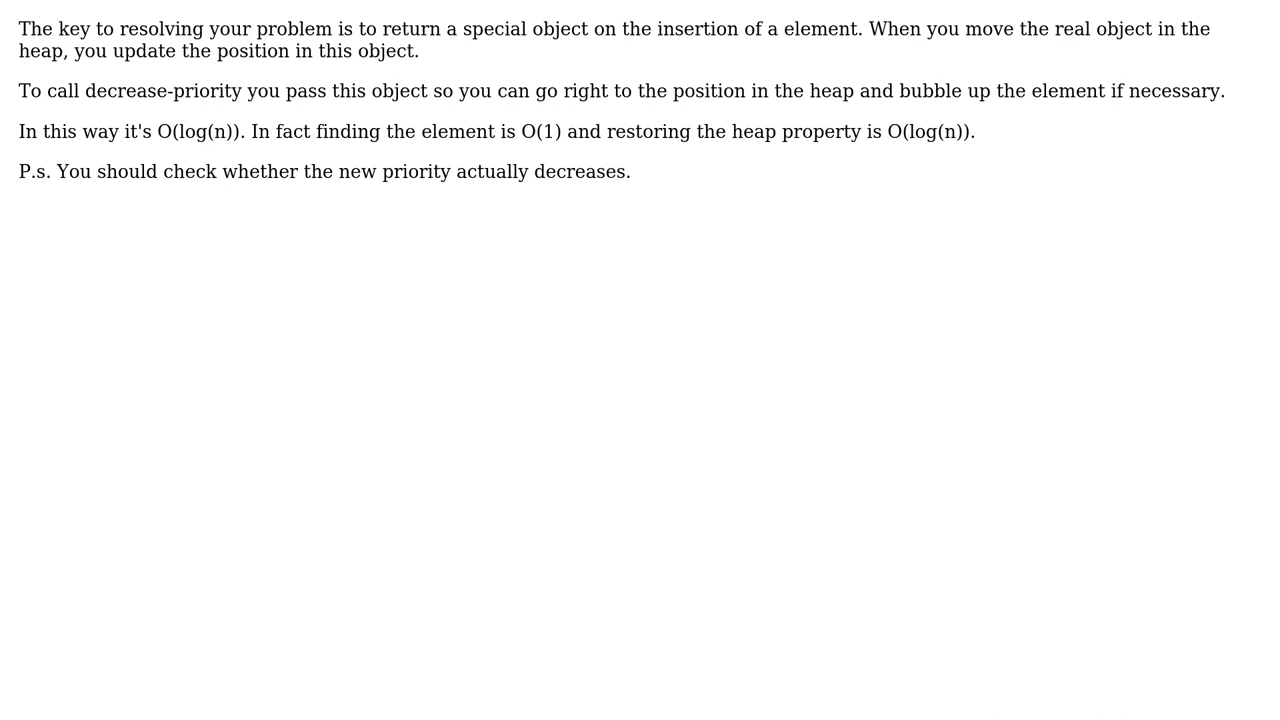 The key to resolving your problem is to return a special object on the insertion of a element. When you move the real object in the
heap, you update the position in this object.
To call decrease-priority you pass this object so you can go right to the position in the heap and bubble up the element if necessary.
In this way it's O(log(n)). In fact finding the element is O(1) and restoring the heap property is O(log(n)).
P.s. You should check whether the new priority actually decreases.